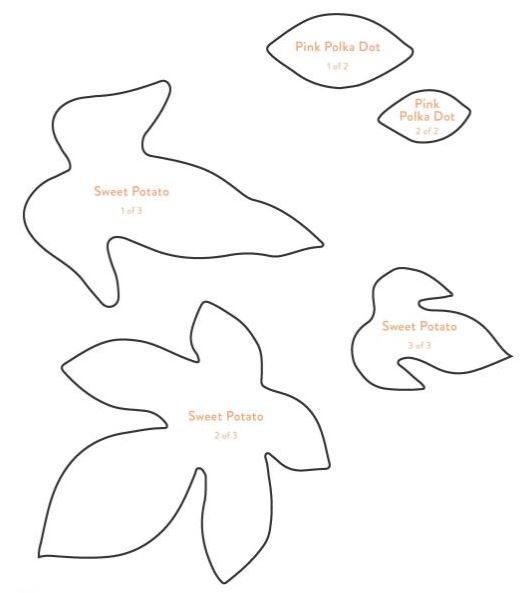 Pink Polka Dot
1 of 2
Pink
Polka Dot
2 of 2
Sweet Potato
1 of 3
Sweet Potato
3 of 3
Sweet Potato
2 of 3